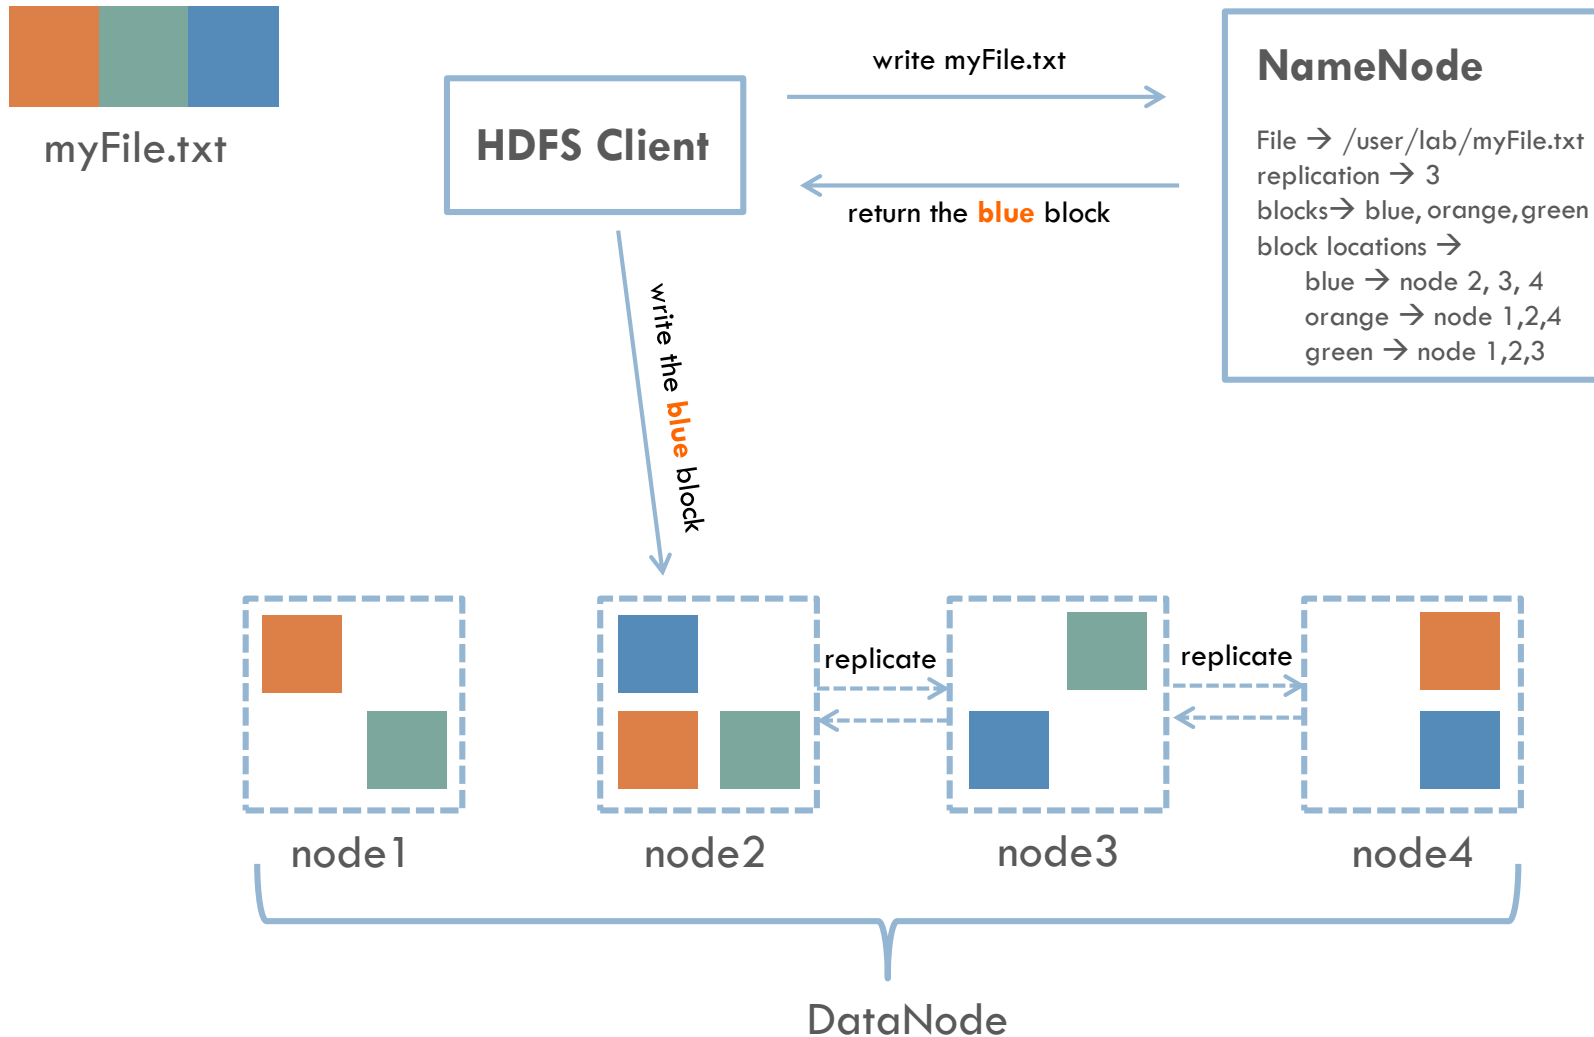 myFile.txt
HDFS Client
write myFile.txt
return the blue block
NameNode
File → /user/lab/myFile.txt
replication → 3
blocks→ blue, orange,green
block locations →
blue → node 2, 3, 4
orange → node 1,2,4
green → node 1,2,3
write the blue block
replicate
replicate
node1
node2
node3
node4
DataNode